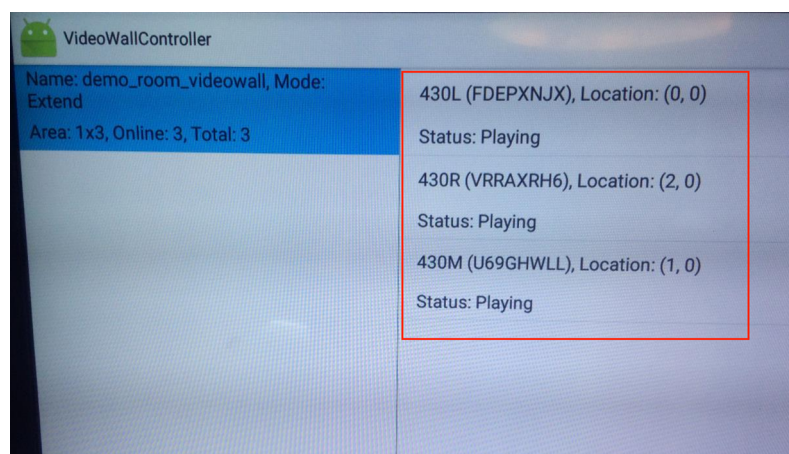 VideoWallController
Name: demo_room_videowall, Mode:
Extend
Area: 1x3, Online: 3, Total: 3
430L (FDEPXNJX), Location: (0, 0)
Status: Playing
430R (VRRAXRH6), Location: (2, 0)
Status: Playing
430M (U69GHWLL), Location: (1, 0)
Status: Playing